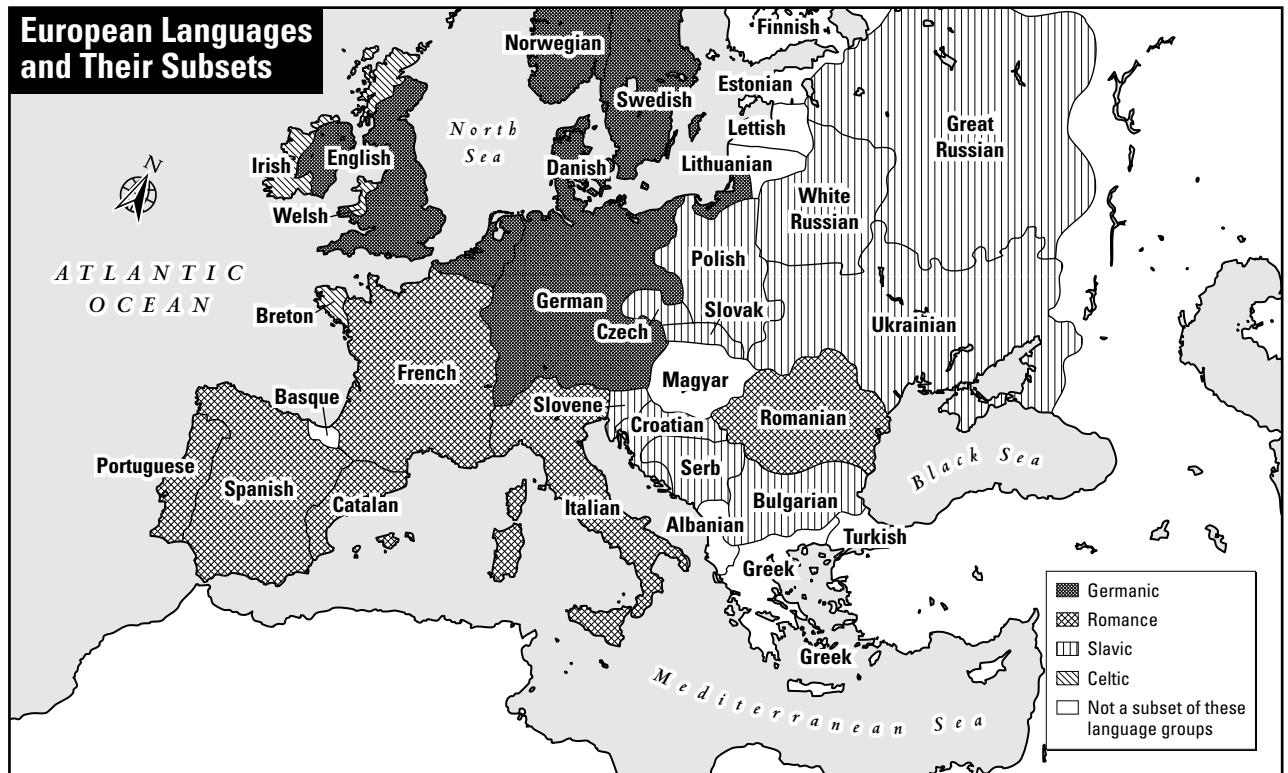 European Languages
and Their Subsets
Norwegian
Finnish
Swedish
Estonian
Great
Russian
North
Sea
Lettish
N
Irish
English
Danish
Lithuanian
Welsh
White
Russian
ATLANTIC
OCEAN
Polish
German
Slovak
Breton
Czech
Ukrainian
French
Magyar
Basque
Slovene
Croatian
Romanian
Portuguese
Spanish
Serb
Black Sea
Catalan
Italian
Bulgarian
Albanian
Turkish
Greek
Greek
Mediterranean Sea
Germanic
Romance
Slavic
Celtic
Not a subset of these
language groups